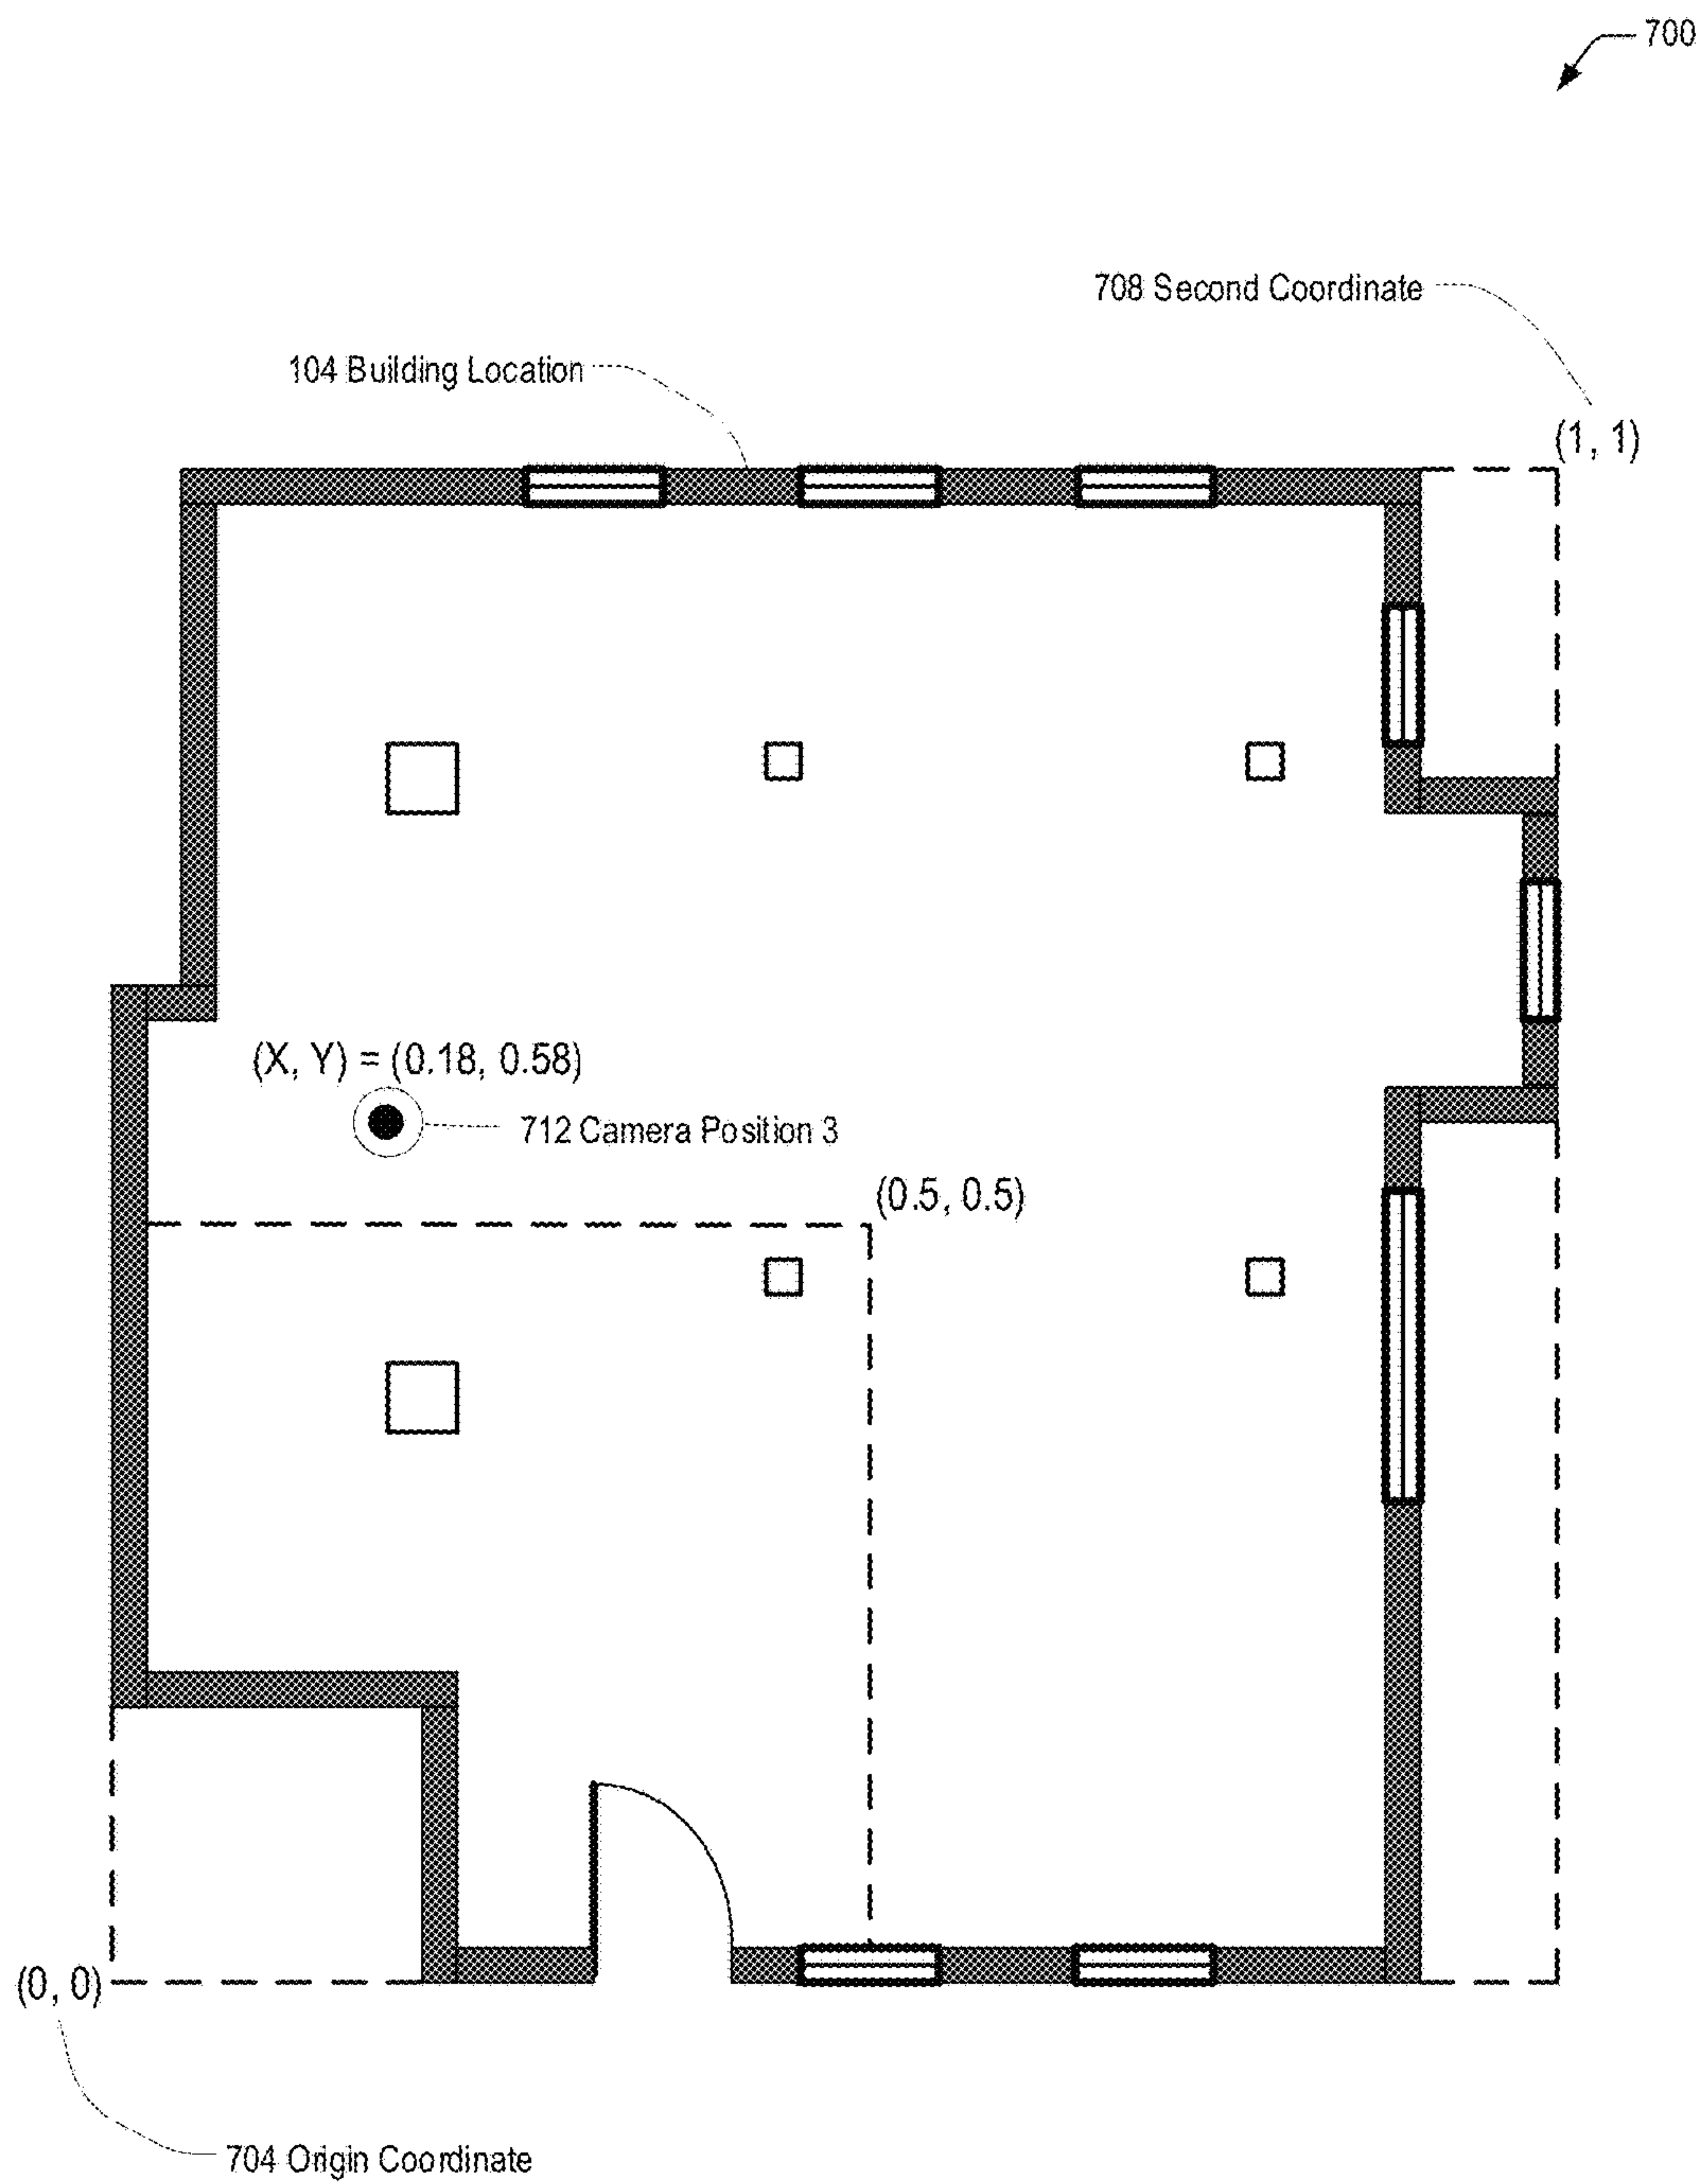 700
708 Second Coordinate
104 Building Location
(1, 1)
(X, Y) = (0.18, 0.58)
712 Camera Position 3
(0.5, 0.5)
(0, 0)
704 Origin Coordinate